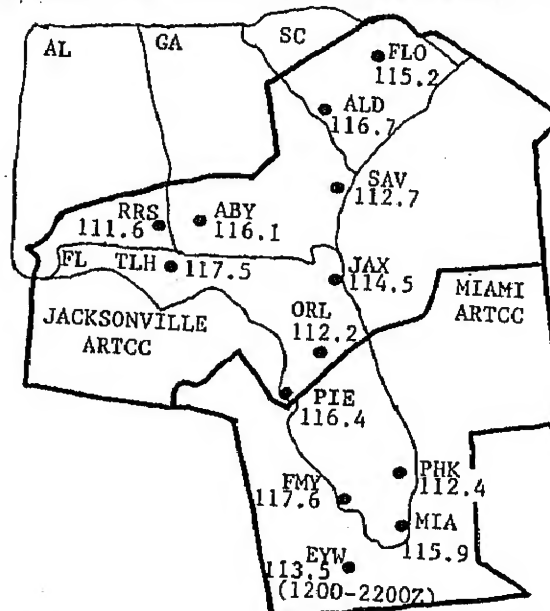 AL
GA
SC
FLO
115.2
ALD
116.7
SAV
112.7
RRS
111.6
ABY
116.1
FL
TLH
117.5
JAX
114.5
JACKSONVILLE
ARTCC
MIAMI
ARTCC
ORL
112.2
PIE
116.4
FMY
117.6
PHK
112.4
MIA
115.9
EYW
113.5
(1200-2200Z)